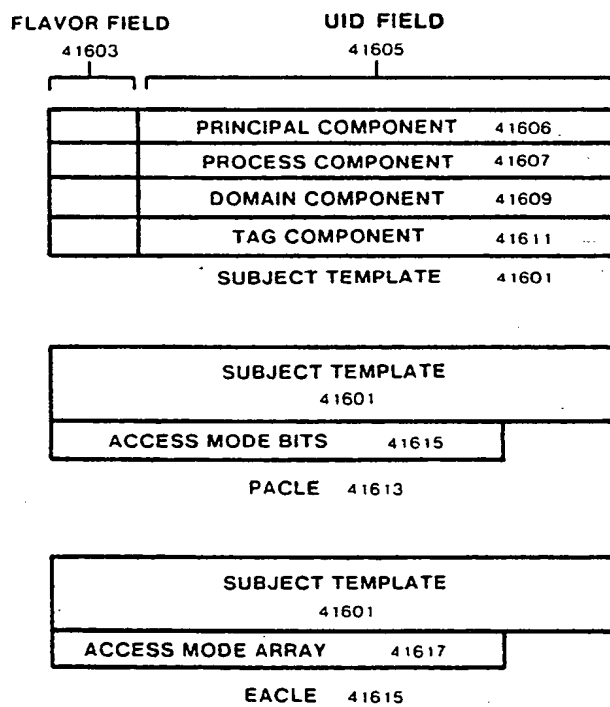 FLAVOR FIELD UID FIELD
41603 41605
PRINCIPAL COMPONENT 41606
PROCESS COMPONENT 41607
DOMAIN COMPONENT 41609
TAG COMPONENT 41611
SUBJECT TEMPLATE 41601
SUBJECT TEMPLATE
41601
ACCESS MODE BITS 41615
PACLE 41613
SUBJECT TEMPLATE
41601
ACCESS MODE ARRAY 41617
EACLE 41615